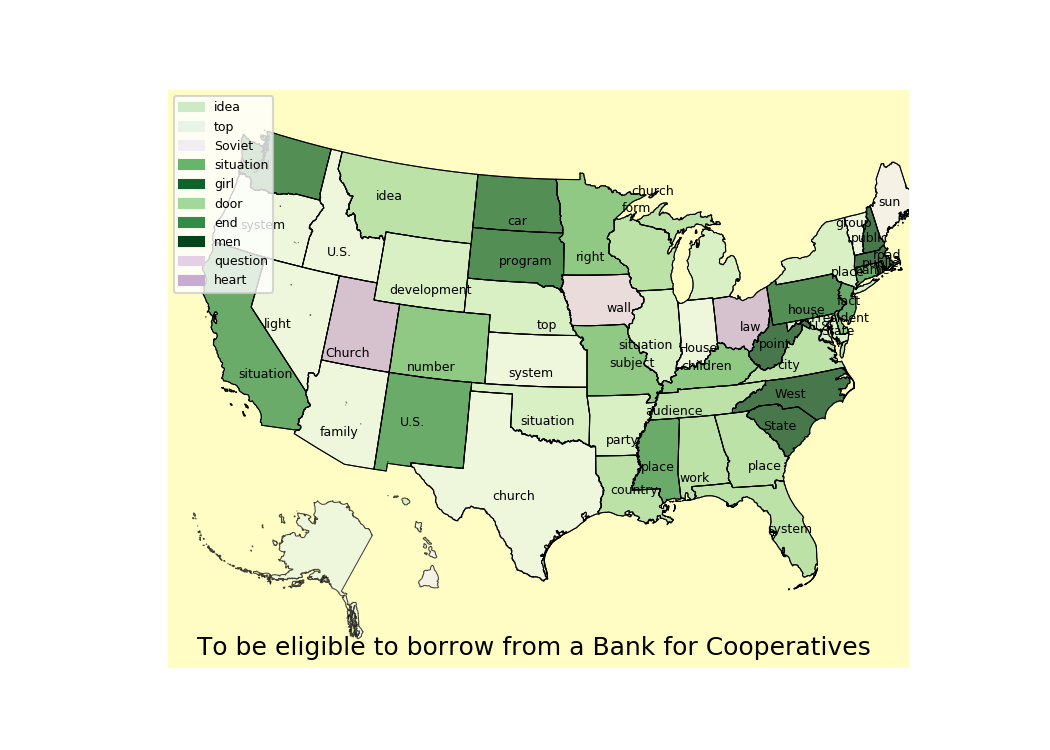 idea
top
Soviet
situation
girl
door
end
men
question
heart
church
form
idea
sun
car
group
system
public
U.S.
right
program
road
place
development
fact
wall
house
President
light
top
law
State
situation
House
point
Church
subject
children
city
number
system
situation
West
audience
U.S.
situation
State
family
party
place
place
work
country
church
system
To be eligible to borrow from a Bank for Cooperatives